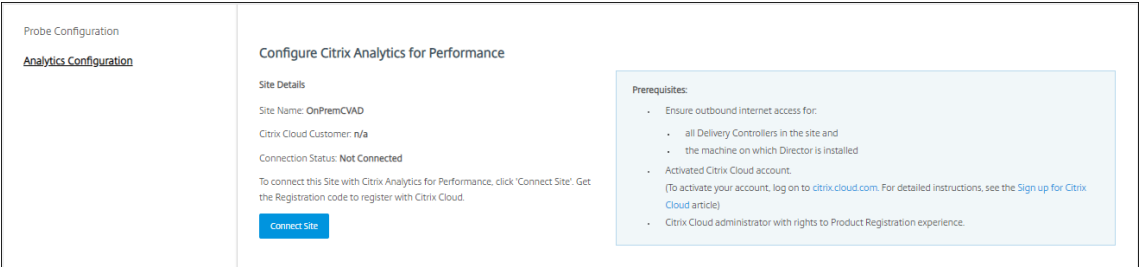 Probe Configuration
Analytics Configuration
Configure Citrix Analytics for Performance
Site Details
Site Name: OnPremCVAD
Citrix Cloud Customer: n/a
Connection Status: Not Connected
To connect this Site with Citrix Analytics for Performance, click 'Connect Site'. Get
the Registration code to register with Citrix Cloud.
Connect Site
Prerequisites:
• Ensure outbound internet access for:
• all Delivery Controllers in the site and
• the machine on which Director is installed
• Activated Citrix Cloud account.
(To activate your account, log on to citrix.cloud.com. For detailed instructions, see the Sign up for Citrix
Cloud article)
• Citrix Cloud administrator with rights to Product Registration experience.